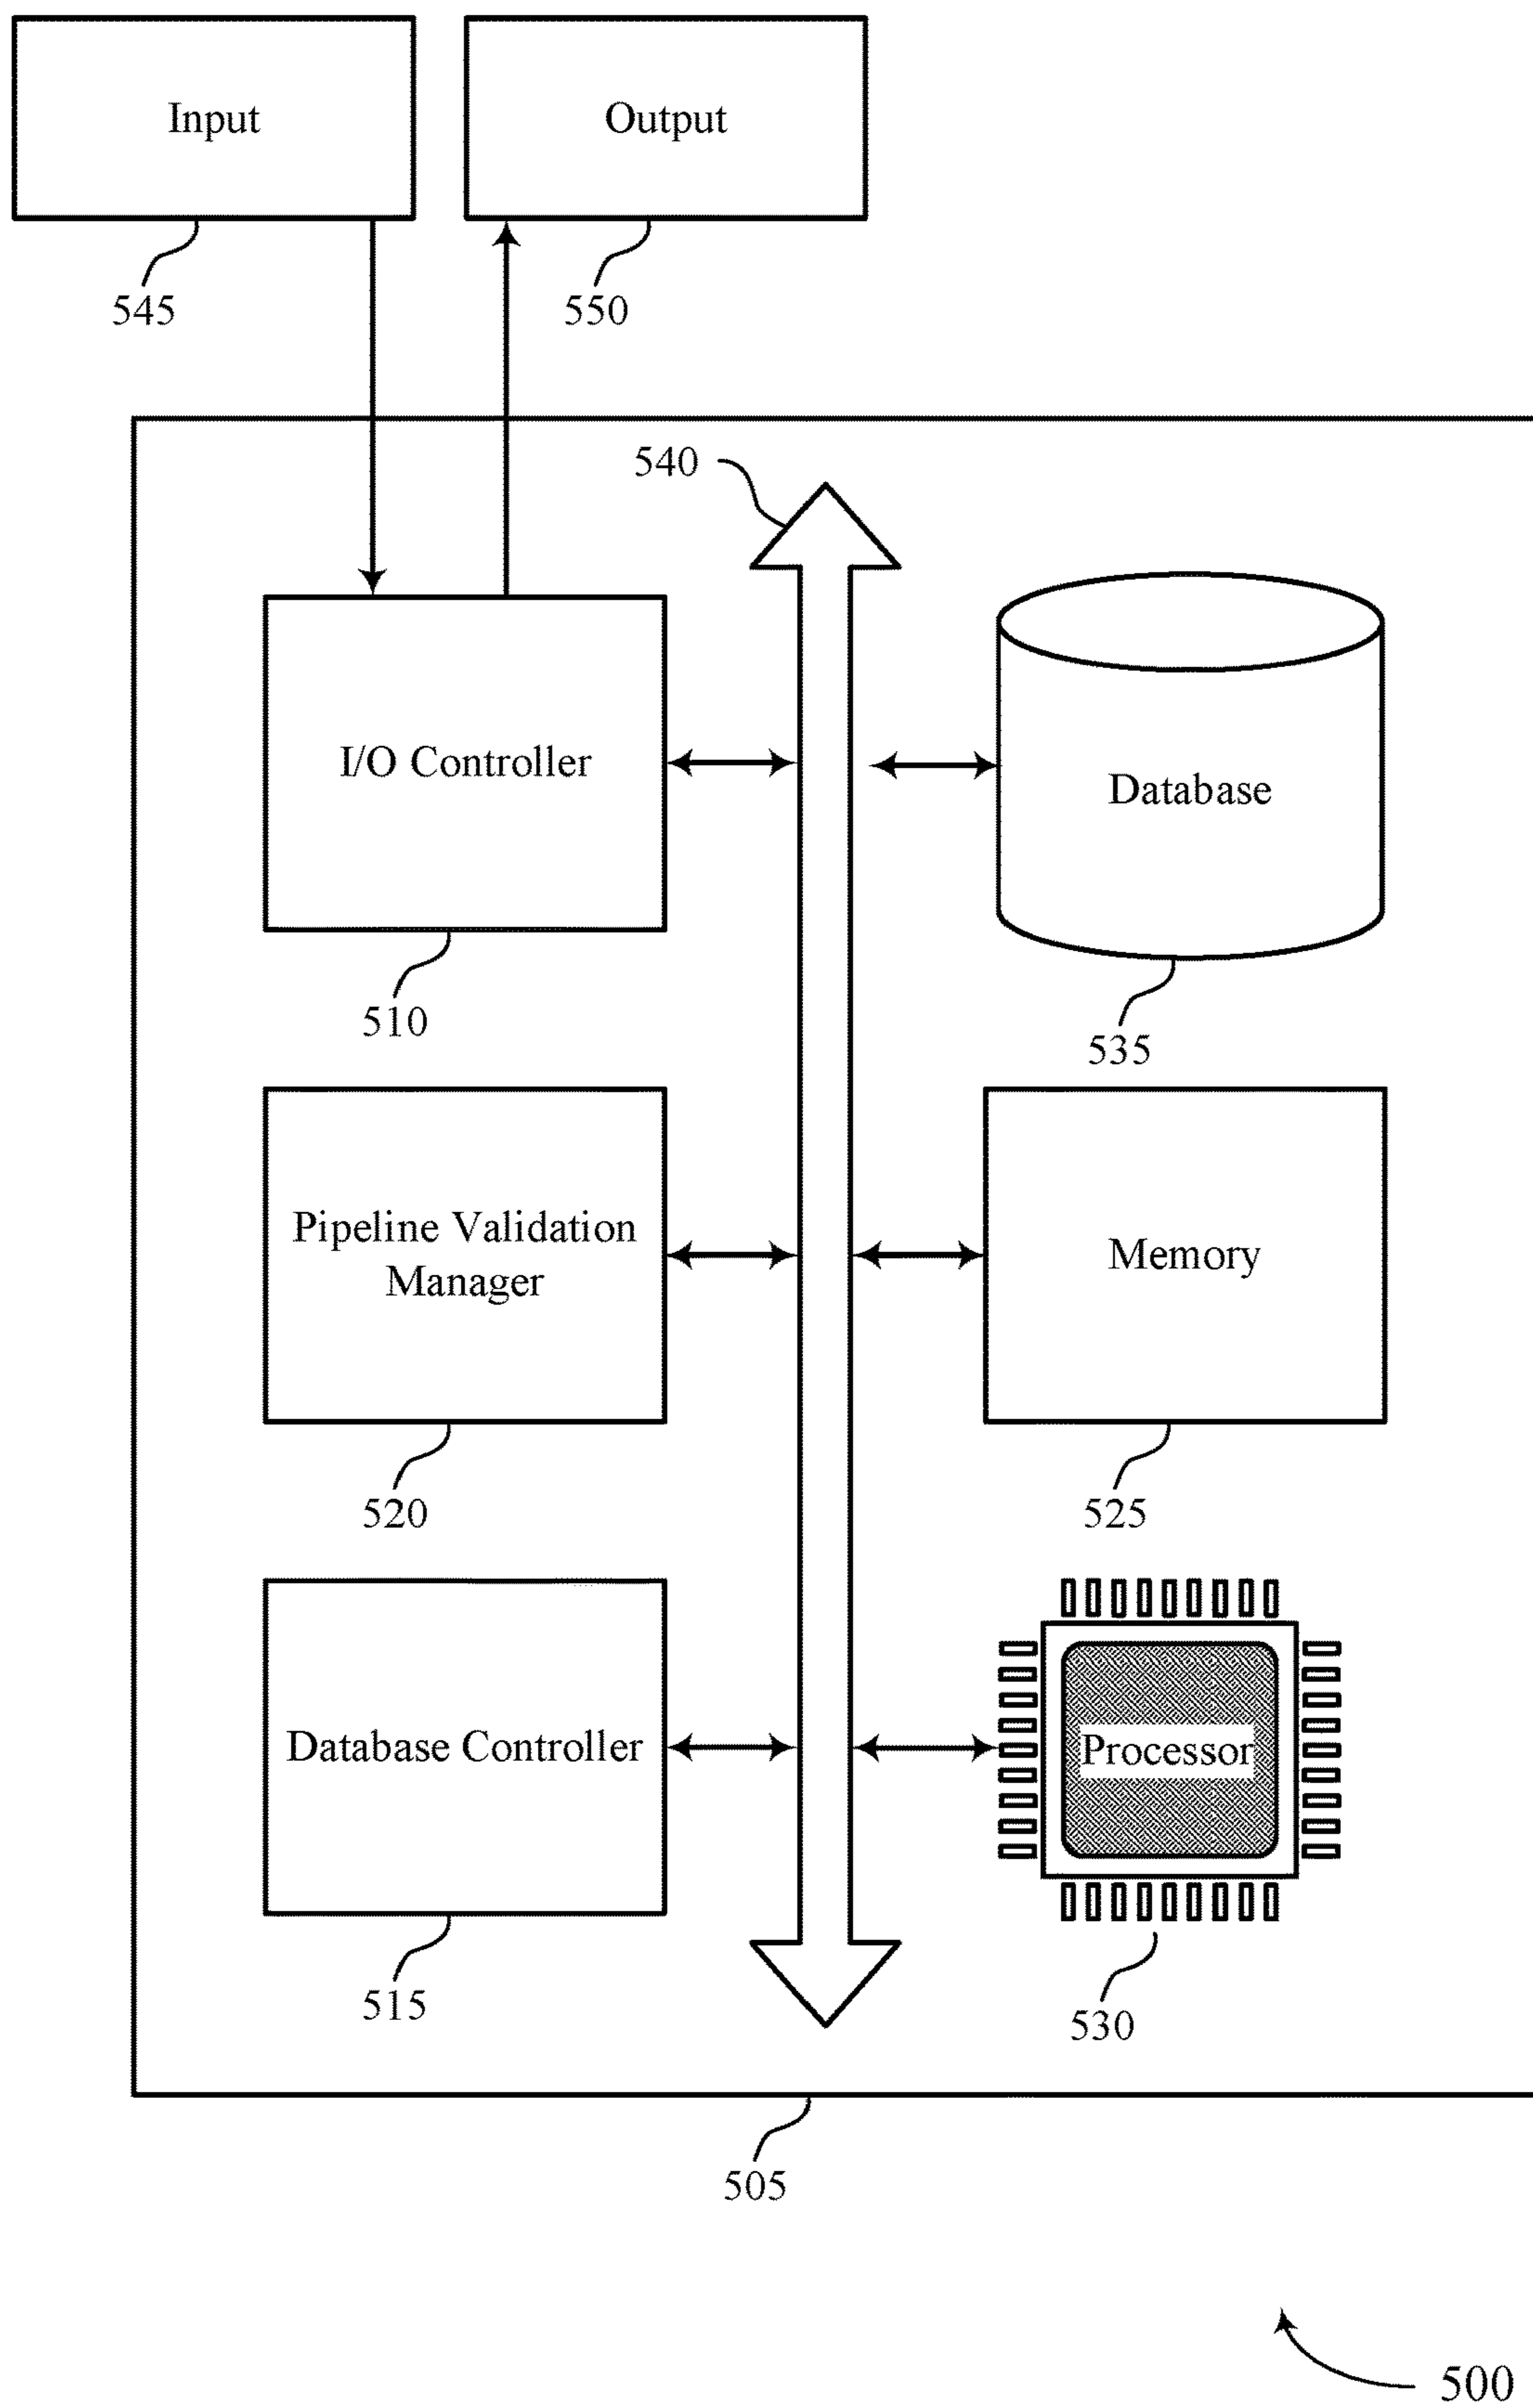 Input
Output
545
550
540
I/O Controller
Database
510
535
Pipeline Validation
Manager
Memory
520
525
Database Controller
Processor
515
530
505
500